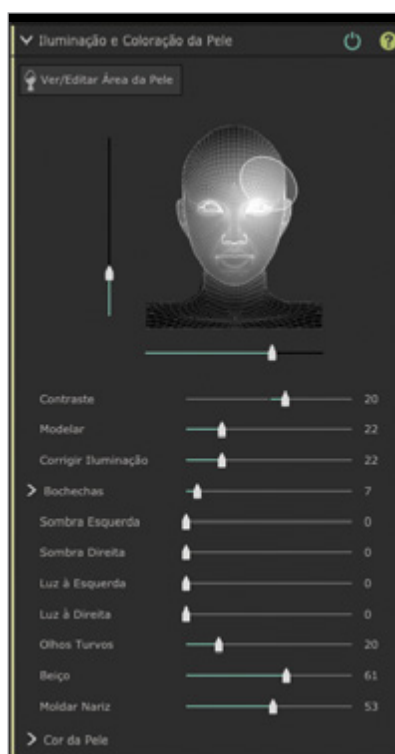 Iluminação e Coloração da Pele ?
Ver/Editar Área da Pele
Contraste 20
Modelar 22
Corrigir Iluminação 22
Bochechas 7
Sombra Esquerda 0
Sombra Direita 0
Luz à Esquerda 0
Luz à Direita 0
Olhos Turvos 20
Beiço 61
Moldar Nariz 53
Cor da Pele